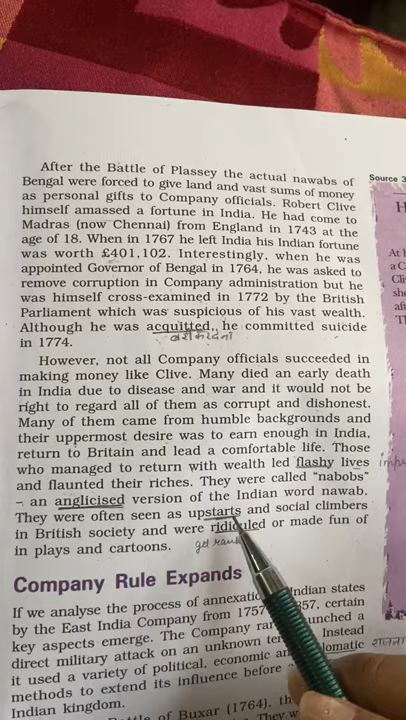 After the Battle of Plassey the actual nawabs of
Bengal were forced to give land and vast sums of money
as personal gifts to Company officials. Robert Clive
himself amassed a fortune in India. He had come to
Madras (now Chennai) from England in 1743 at the
age of 18. When in 1767 he left India his Indian fortune
was worth £401,102. Interestingly, when he was
appointed Governor of Bengal in 1764, he was asked to
remove corruption in Company administration but he
was himself cross-examined in 1772 by the British
Parliament which was suspicious of his vast wealth.
Although he was acquitted, he committed suicide
in 1774.
बरी कर देना
However, not all Company officials succeeded in
making money like Clive. Many died an early death
in India due to disease and war and it would not be
right to regard all of them as corrupt and dishonest.
Many of them came from humble backgrounds and
their uppermost desire was to earn enough in India,
return to Britain and lead a comfortable life. Those
who managed to return with wealth led flashy lives
and flaunted their riches. They were called “nabobs”
– an anglicised version of the Indian word nawab.
They were often seen as upstarts and social climbers
in British society and were ridiculed or made fun of
in plays and cartoons.
get
Company Rule Expands
If we analyse the process of annexation Indian states
by the East India Company from 1757 certain
key aspects emerge. The Company launched a
direct military attack on an unknown Instead
it used a variety of political, economic
methods to extend its influence before
Indian kingdom.
of Buxar (1764),
Source 3
H